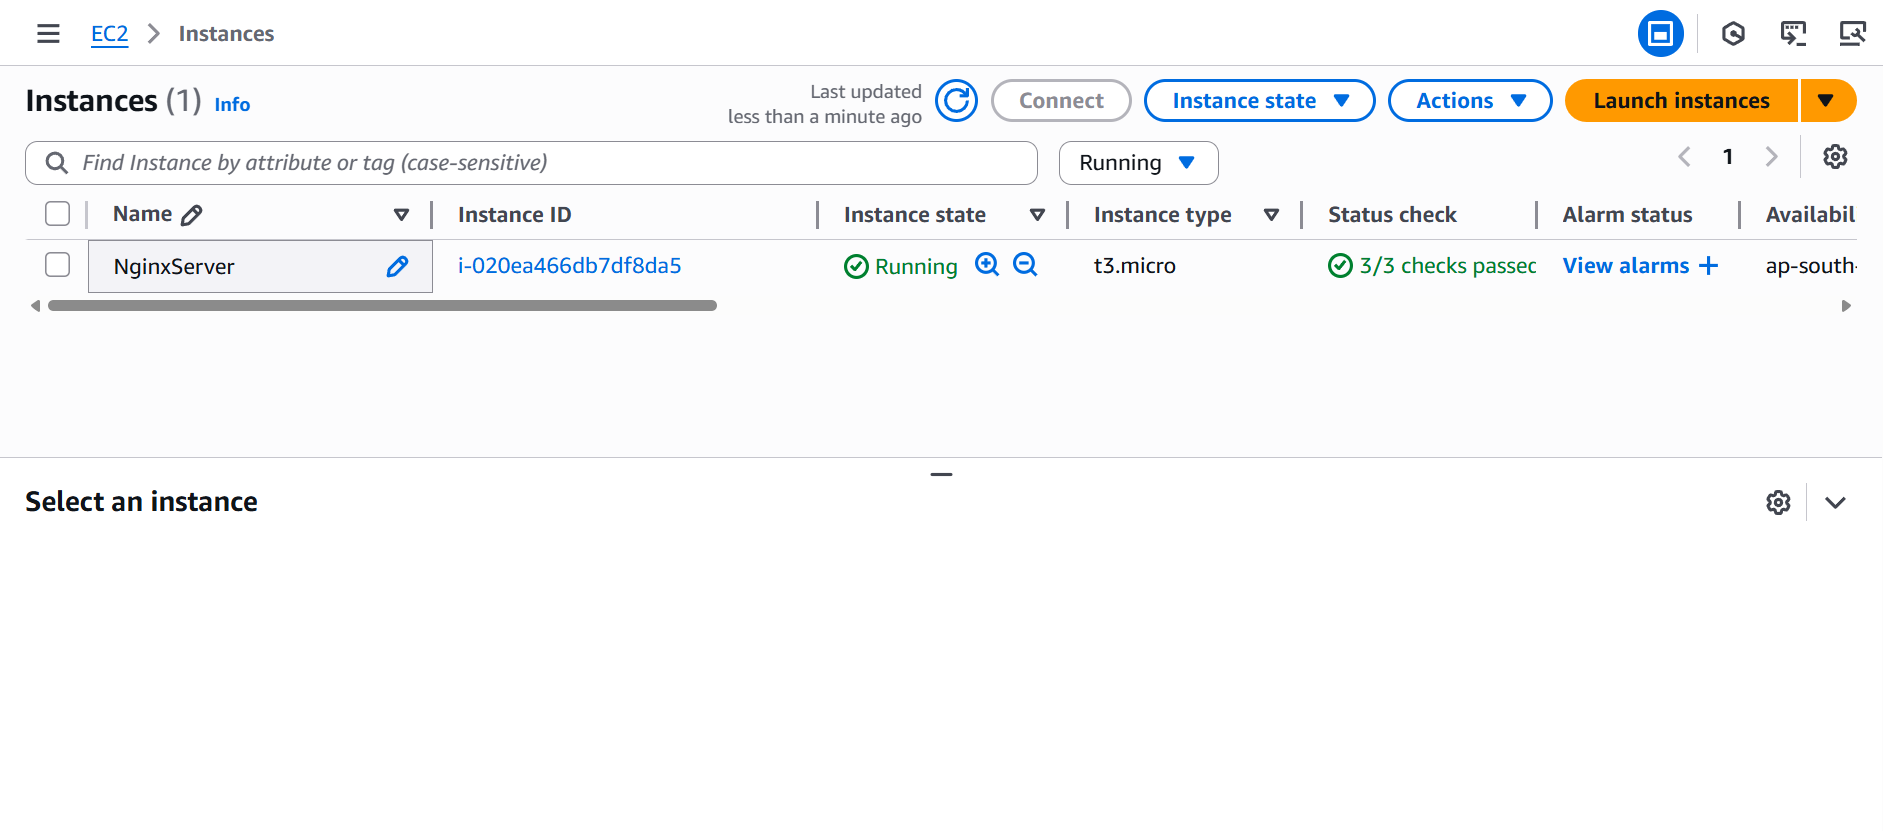 EC2 > Instances
Instances (1) Info
Last updated
less than a minute ago
Connect
Instance state
Actions
Launch instances
Find Instance by attribute or tag (case-sensitive)
Running
1
Name Instance ID Instance state Instance type Status check Alarm status Availabil
NginxServer i-020ea466db7df8da5 Running t3.micro 3/3 checks passed View alarms + ap-south-
Select an instance